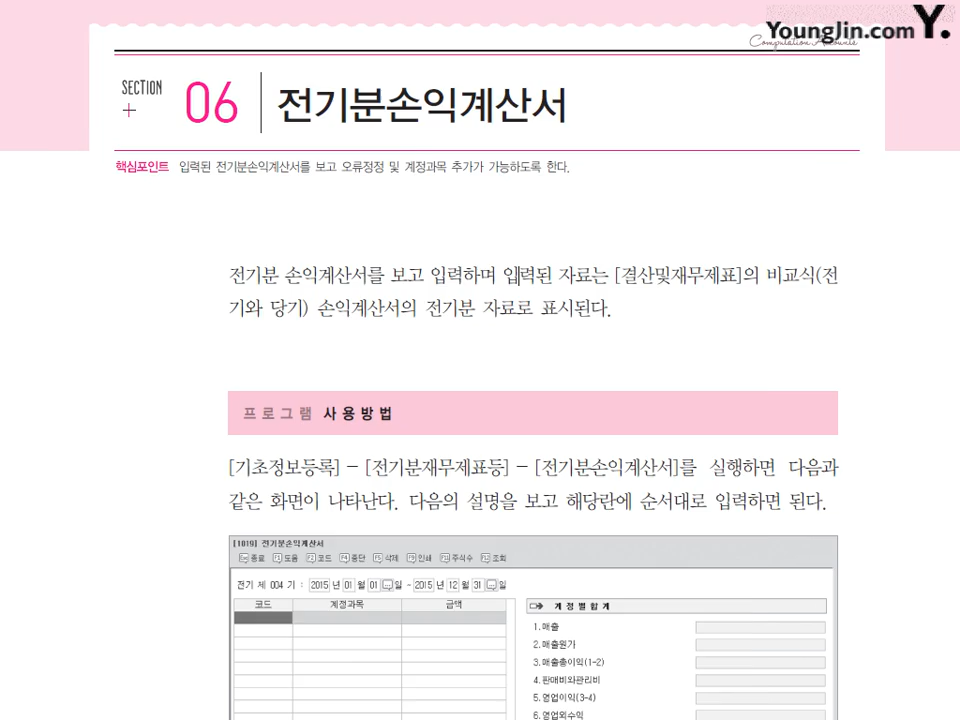 YoungJin.com Y.
Computation Accounts
SECTION
+
06
전기분손익계산서
핵심포인트 입력된 전기분손익계산서를 보고 오류정정 및 계정과목 추가가 가능하도록 한다.
전기분 손익계산서를 보고 입력하며 입력된 자료는 [결산및재무제표]의 비교식(전
기와 당기) 손익계산서의 전기분 자료로 표시된다.
프로그램 사용방법
[기초정보등록] - [전기분재무제표등] - [전기분손익계산서]를 실행하면 다음과
같은 화면이 나타난다. 다음의 설명을 보고 해당란에 순서대로 입력하면 된다.
[1019] 전기분손익계산서
Esc 종료 F1 도움 F2 코드 F4 중단 F5 삭제 F9 인쇄 주식수 F12 조회
전기 제 004 기 : 2015 년 01 월 01 ... 일 ~ 2015 년 12 월 31 ... 일
코드 계정과목 금액
계 정 별 합 계
1.매출
2.매출원가
3.매출총이익(1-2)
4.판매비와관리비
5.영업이익(3-4)
6.영업외수익